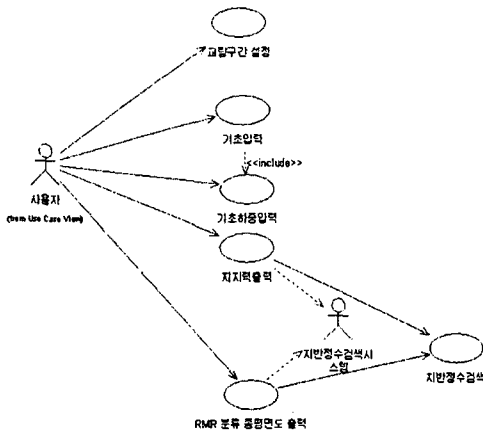 교량구간 설정
기초입력
<<include>>
사용자
(from Use Case View)
기초하중입력
지지력출력
지반정수검색시
스템
지반정수검색
RMR 분류 종평면도 출력